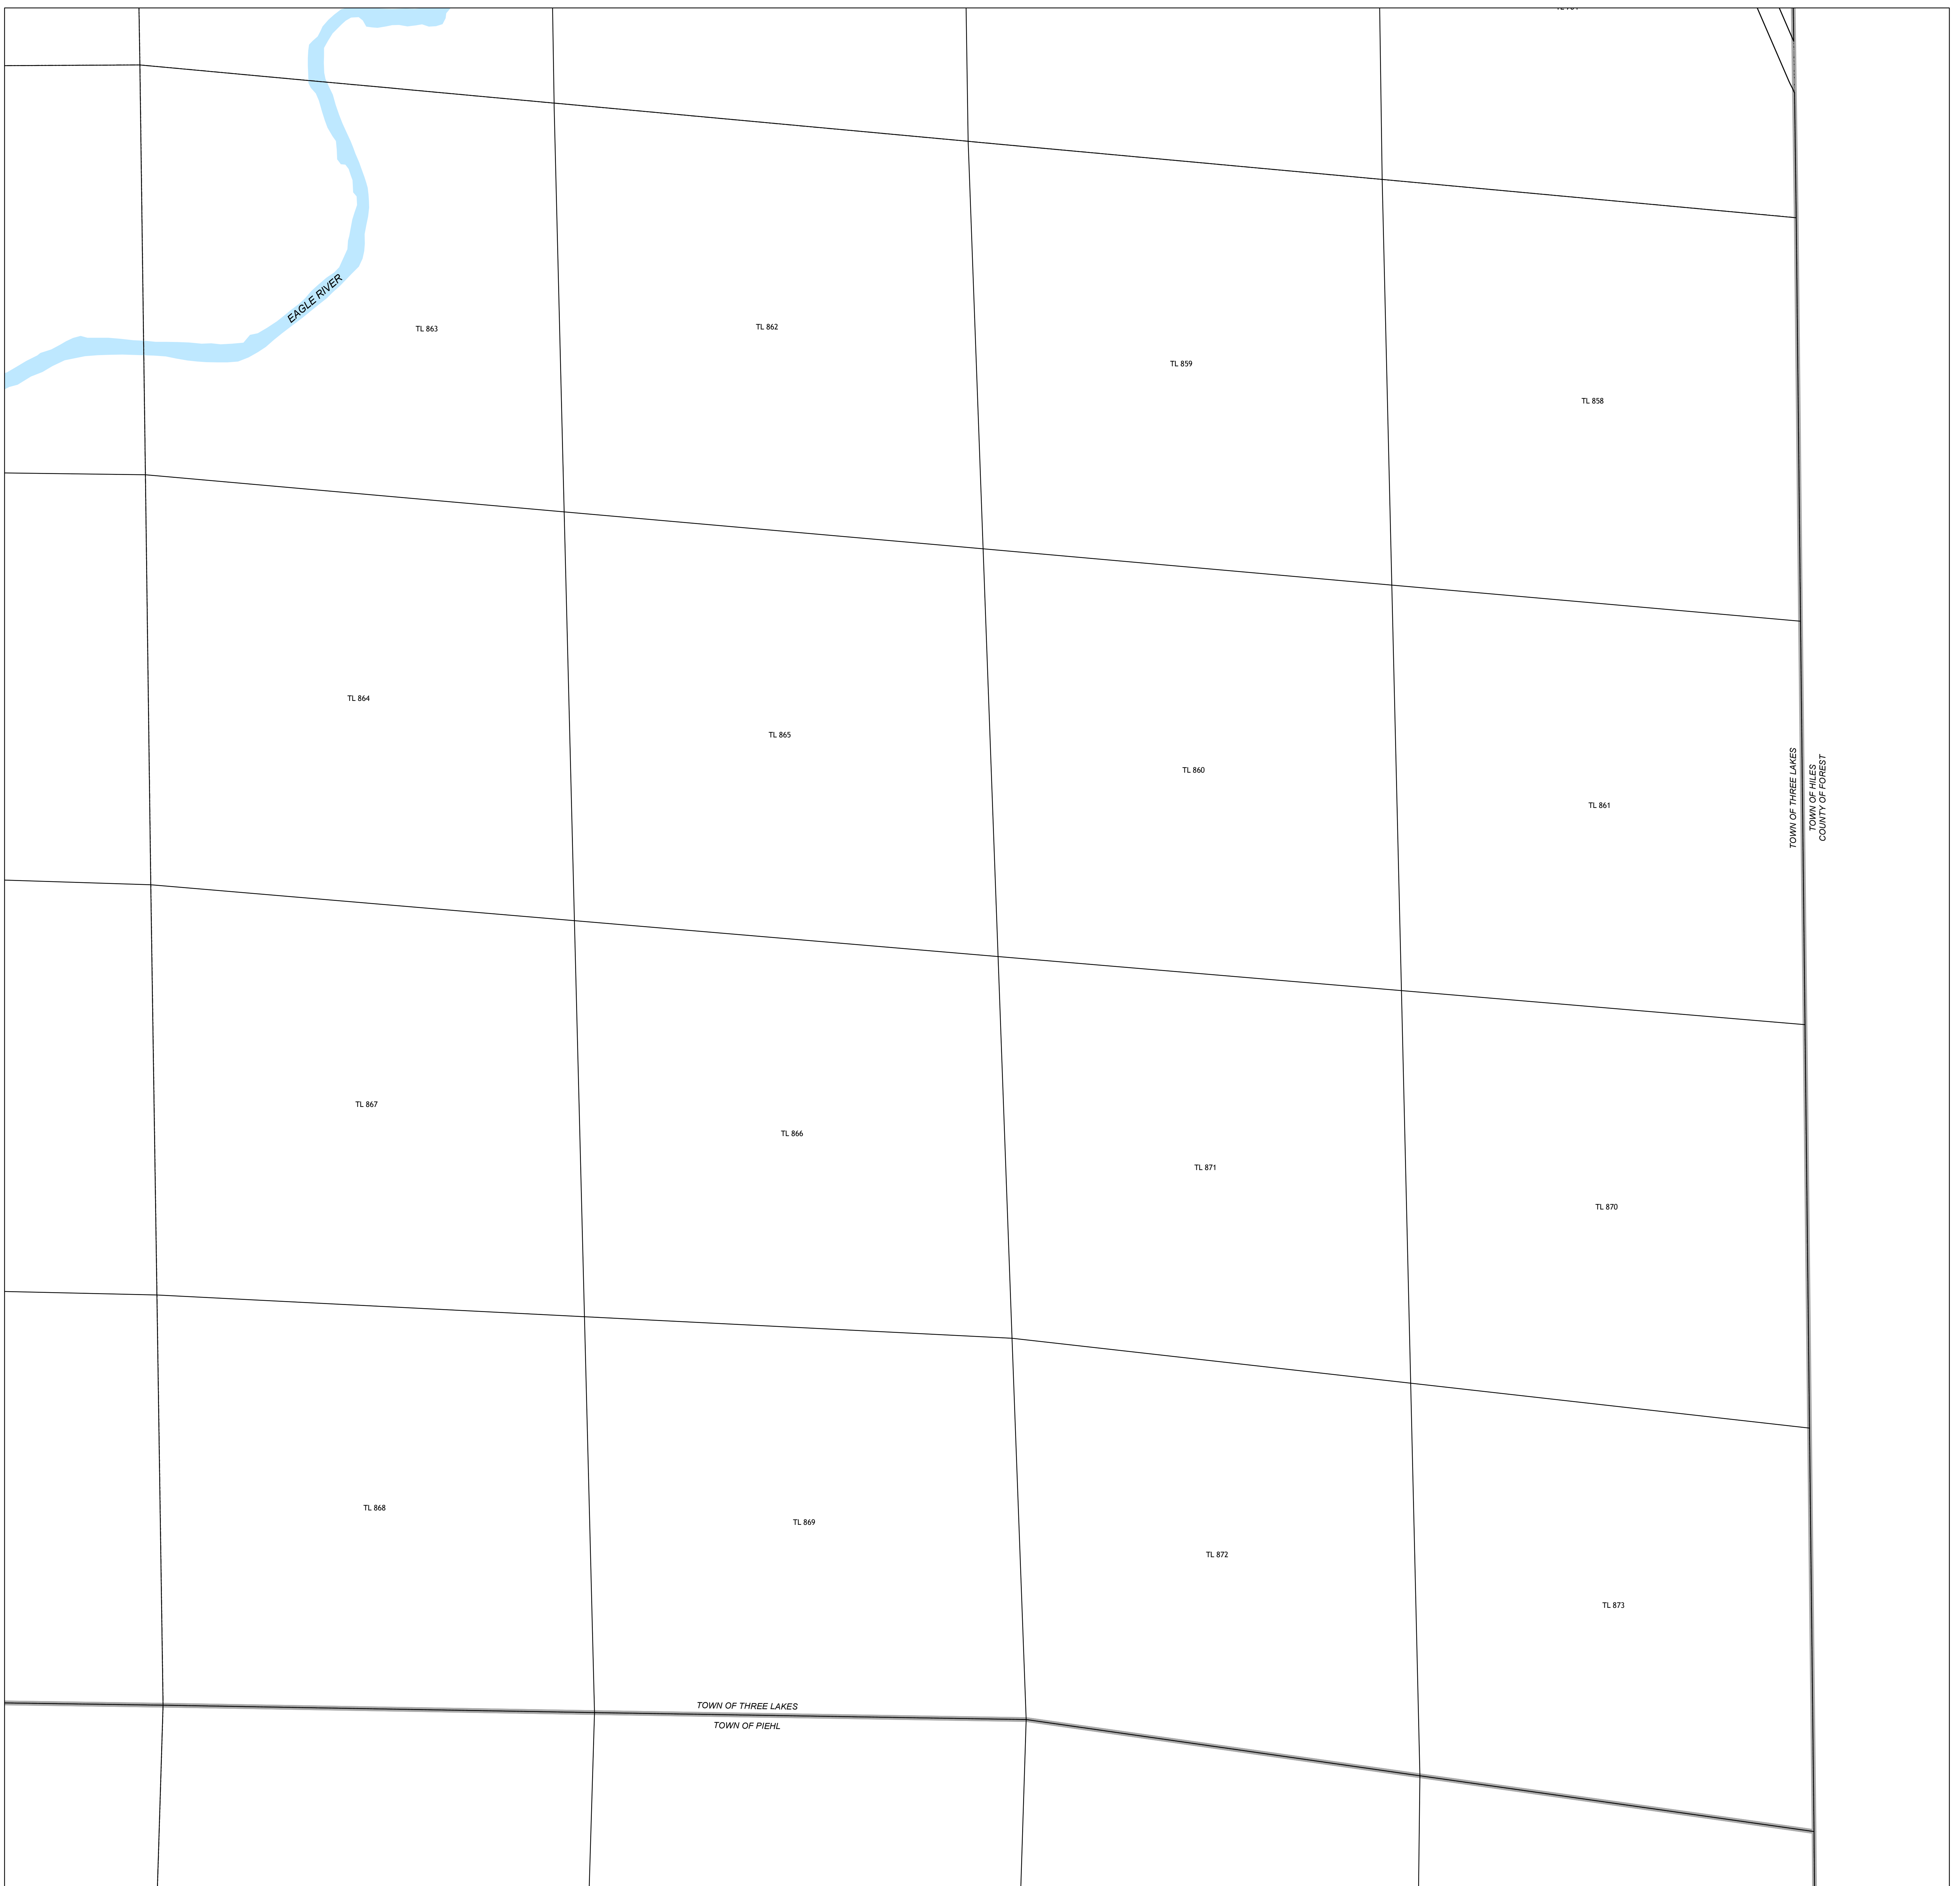 EAGLE RIVER
TL 863
TL 862
TL 859
TL 858
TL 864
TL 865
TL 860
TL 861
TOWN OF THREE LAKES
TOWN OF HILES
COUNTY OF FOREST
TL 867
TL 866
TL 871
TL 870
TL 868
TL 869
TL 872
TL 873
TOWN OF THREE LAKES
TOWN OF PIEHL